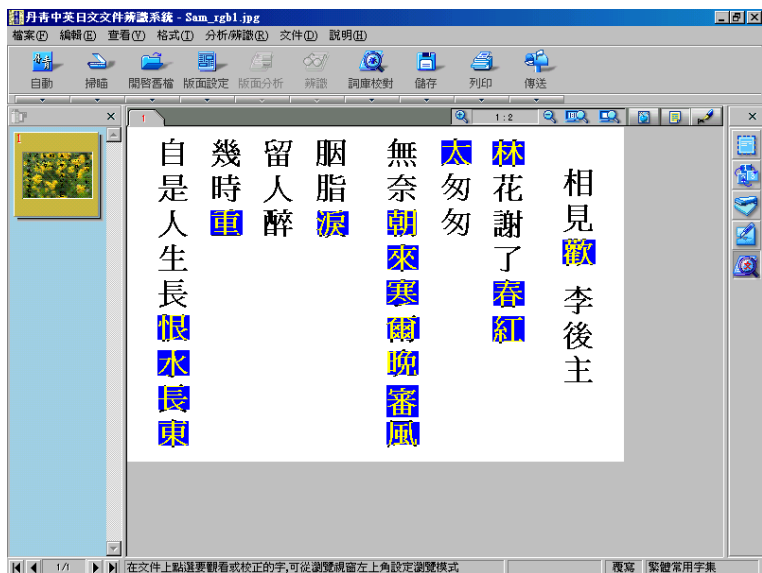 丹青中英日文文件辨識系統 - Sam_rgb1.jpg
檔案(F) 編輯(E) 查看(V) 格式(T) 分析/辨識(R) 文件(D) 說明(H)
自動 掃瞄 開啓舊檔 版面設定 版面分析 辨識 詞庫校對 儲存 列印 傳送
1 1:2
1
相見歡 李後主
林花謝了春紅
太匆匆
無奈朝來寒爾晚審風
胭脂淚
留人醉
幾時重
自是人生長恨水長東
1/1 在文件上點選要觀看或校正的字,可從瀏覽視窗左上角設定瀏覽模式 覆寫 繁體常用字集